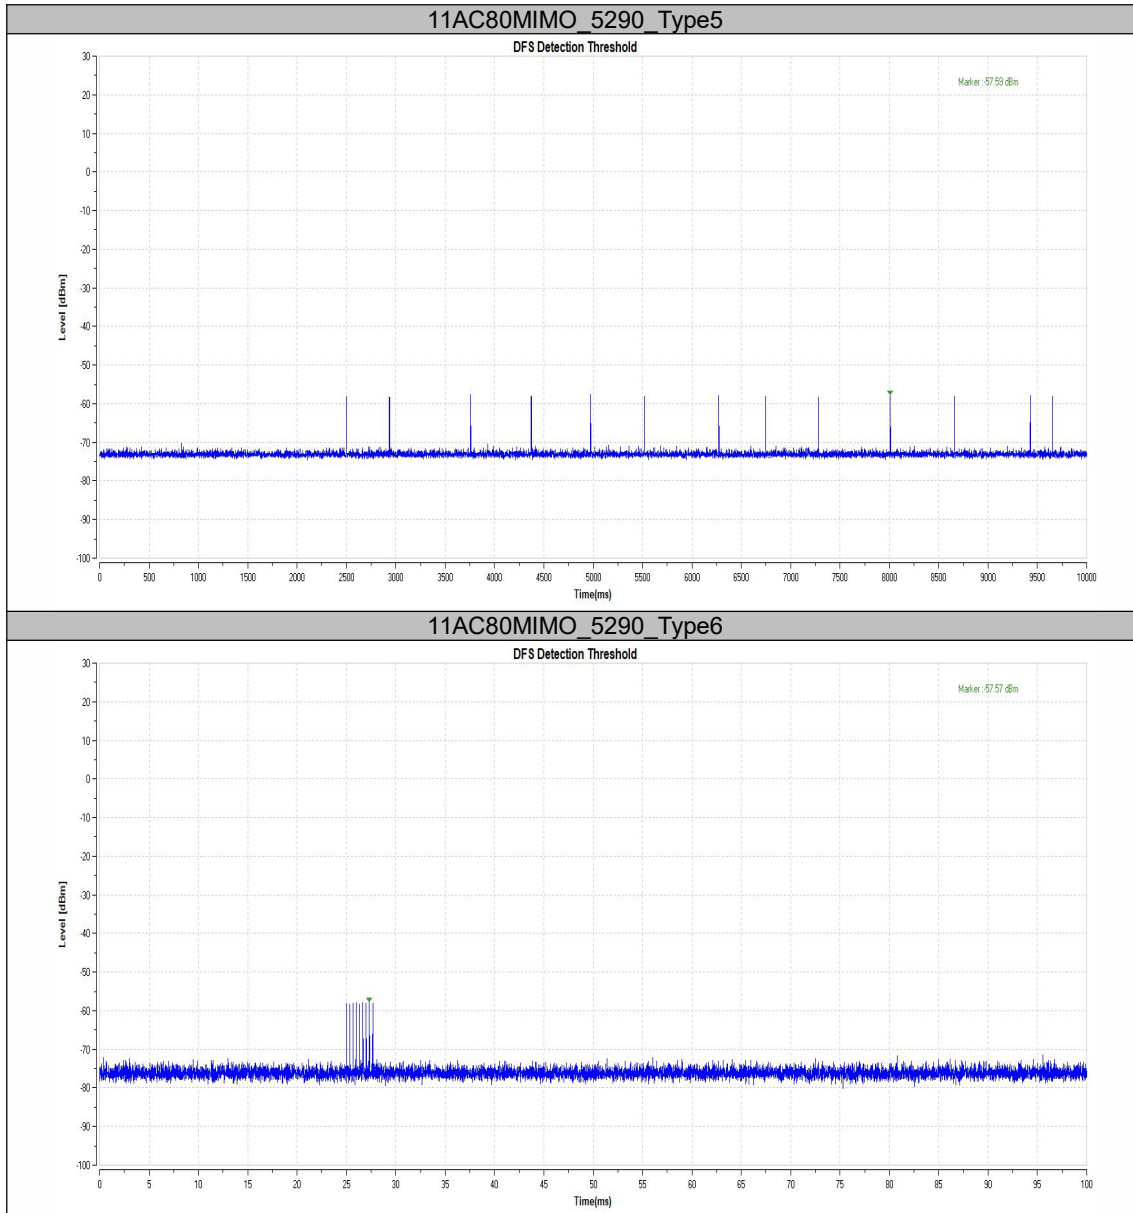 11AC80MIMO_5290_Type5
DFS Detection Threshold
Marker :-57.59 dBm
30
20
10
0
-10
-20
-30
-40
-50
-60
-70
-80
-90
-100
Level [dBm]
0 500 1000 1500 2000 2500 3000 3500 4000 4500 5000 5500 6000 6500 7000 7500 8000 8500 9000 9500 10000
Time(ms)
11AC80MIMO_5290_Type6
DFS Detection Threshold
Marker :-57.57 dBm
30
20
10
0
-10
-20
-30
-40
-50
-60
-70
-80
-90
-100
Level [dBm]
0 5 10 15 20 25 30 35 40 45 50 55 60 65 70 75 80 85 90 95 100
Time(ms)